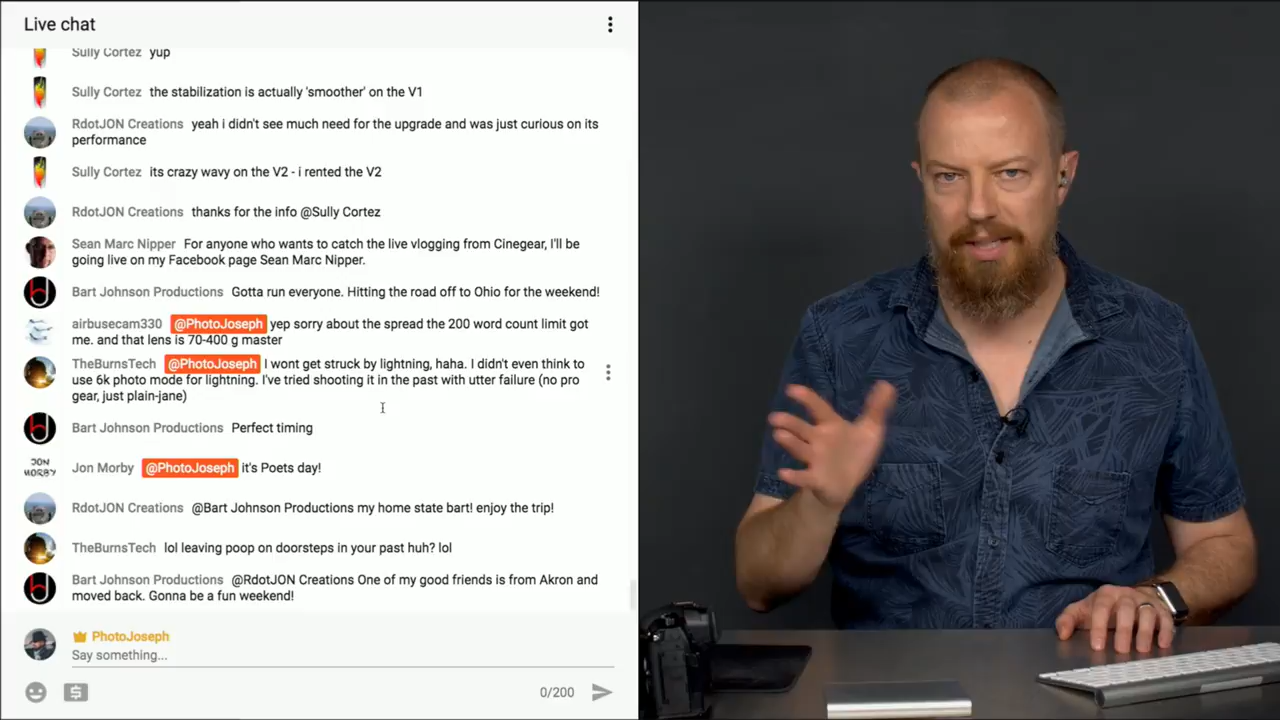 Live chat
Sully Cortez yup
Sully Cortez the stabilization is actually 'smoother' on the V1
RdotJON Creations yeah i didn't see much need for the upgrade and was just curious on its
performance
Sully Cortez its crazy wavy on the V2 - i rented the V2
RdotJON Creations thanks for the info @Sully Cortez
Sean Marc Nipper For anyone who wants to catch the live vlogging from Cinegear, I'll be
going live on my Facebook page Sean Marc Nipper.
Bart Johnson Productions Gotta run everyone. Hitting the road off to Ohio for the weekend!
airbusecam330 @PhotoJoseph yep sorry about the spread the 200 word count limit got
me. and that lens is 70-400 g master
TheBurnsTech @PhotoJoseph I wont get struck by lightning, haha. I didn't even think to
use 6k photo mode for lightning. I've tried shooting it in the past with utter failure (no pro
gear, just plain-jane)
Bart Johnson Productions Perfect timing
JON MORBY
Jon Morby @PhotoJoseph it's Poets day!
RdotJON Creations @Bart Johnson Productions my home state bart! enjoy the trip!
TheBurnsTech lol leaving poop on doorsteps in your past huh? lol
Bart Johnson Productions @RdotJON Creations One of my good friends is from Akron and
moved back. Gonna be a fun weekend!
PhotoJoseph
Say something...
0/200